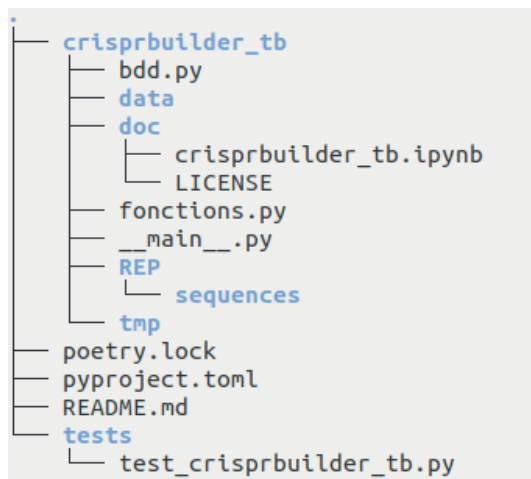 .
├── crisprbuilder_tb
│   ├── bdd.py
│   ├── data
│   ├── doc
│   │   ├── crisprbuilder_tb.ipynb
│   │   └── LICENSE
│   ├── fonctions.py
│   ├── __main__.py
│   ├── REP
│   │   └── sequences
│   └── tmp
├── poetry.lock
├── pyproject.toml
├── README.md
└── tests
    └── test_crisprbuilder_tb.py